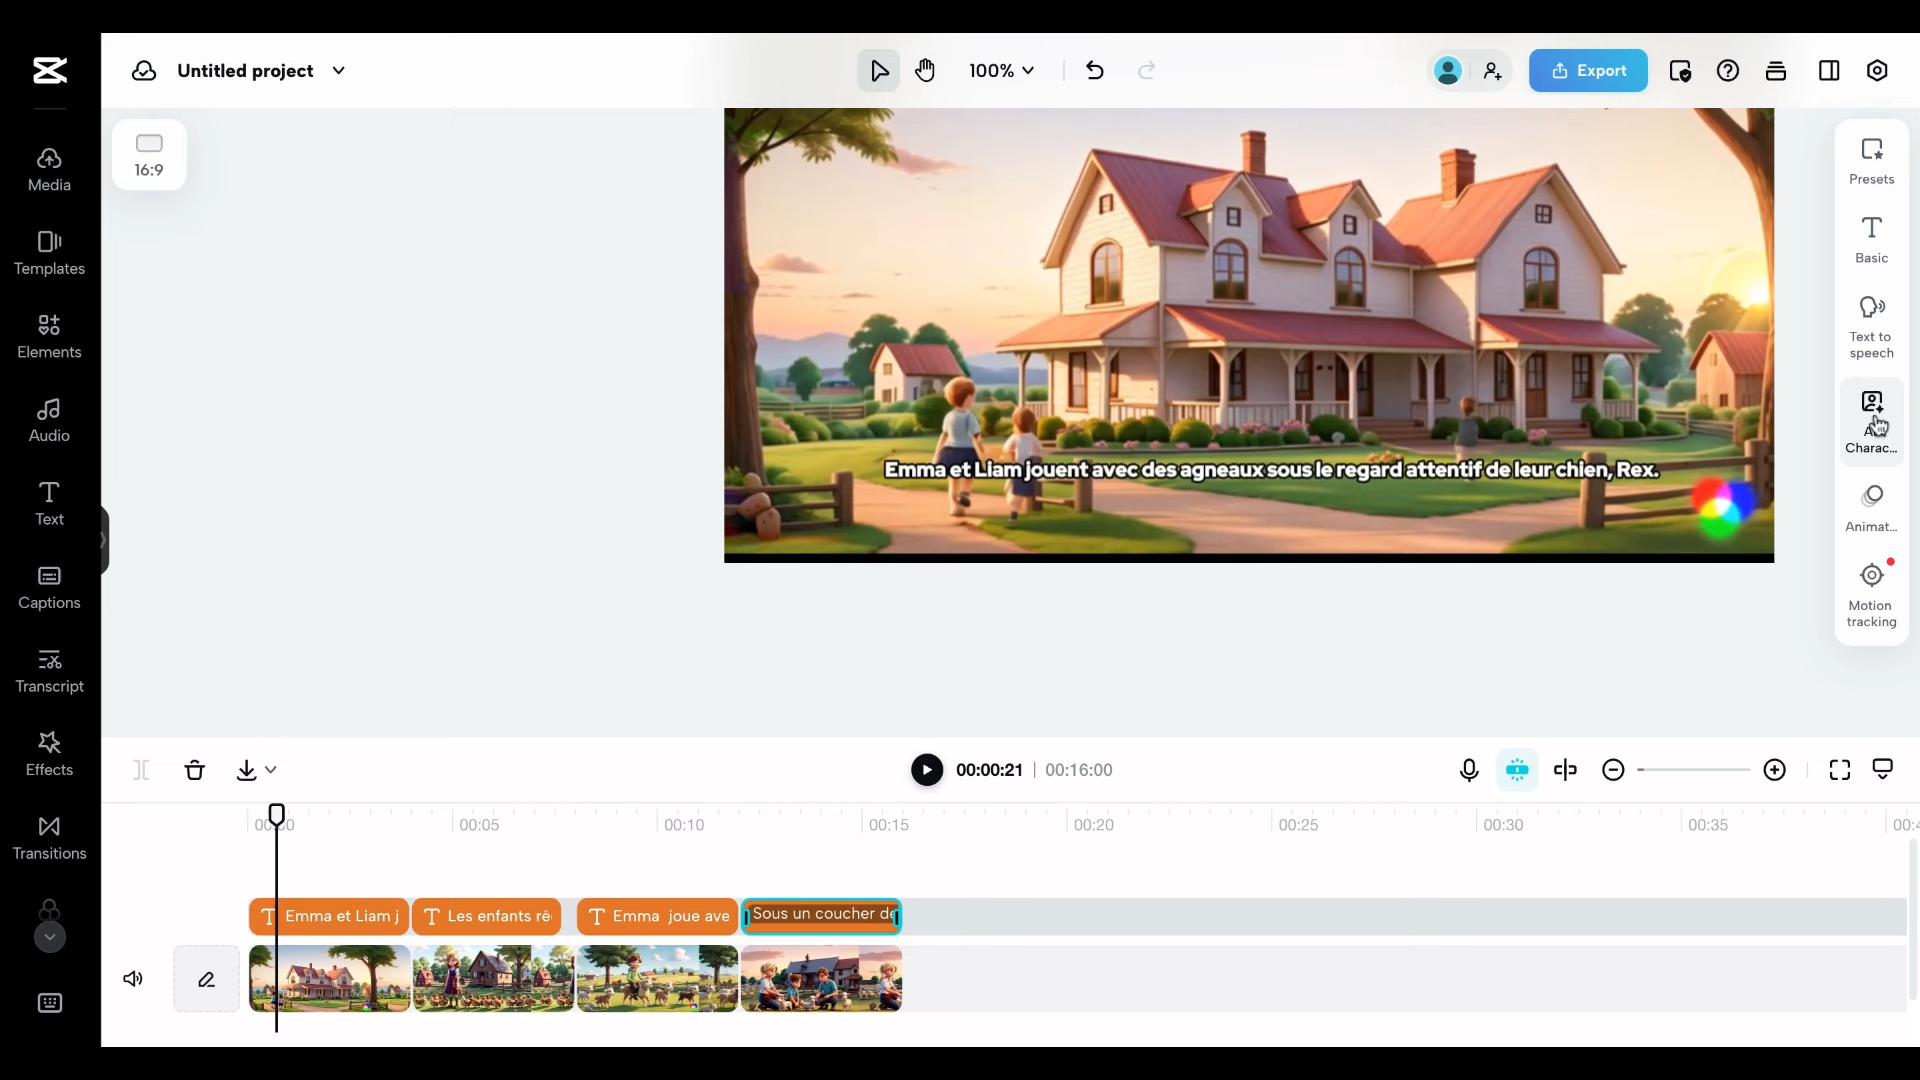 Untitled project
100%
Export
Media
Templates
Elements
Audio
Text
Captions
Transcript
Effects
Transitions
16:9
Emma et Liam jouent avec des agneaux sous le regard attentif de leur chien, Rex.
Presets
Basic
Text to
speech
Charac...
Animat...
Motion
tracking
00:00:21 | 00:16:00
00:05 00:10 00:15 00:20 00:25 00:30 00:35
Emma et Liam j Les enfants Emma joue ave Sous un coucher de